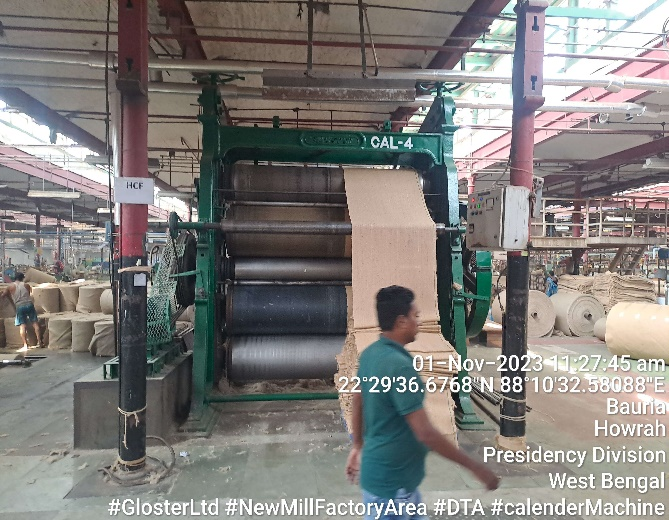 CAL-4
HCF
01-Nov-2023 11:27:45 am
22°29'36.6768"N 88°10'32.58088"E
Bauria
Howrah
Presidency Division
West Bengal
#GlosterLtd #NewMillFactoryArea #DTA #calenderMachine